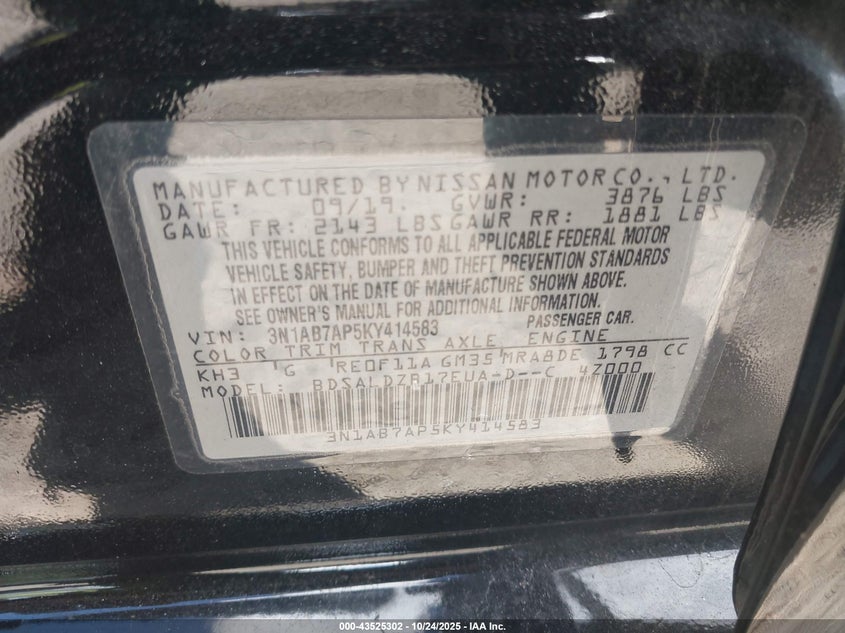 MANUFACTURED BY NISSAN MOTOR CO., LTD.
DATE: 09/19. GVWR: 3876 LBS
GAWR FR: 2143 LBS GAWR RR: 1881 LBS
THIS VEHICLE CONFORMS TO ALL APPLICABLE FEDERAL MOTOR
VEHICLE SAFETY, BUMPER AND THEFT PREVENTION STANDARDS
IN EFFECT ON THE DATE OF MANUFACTURE SHOWN ABOVE.
SEE OWNER'S MANUAL FOR ADDITIONAL INFORMATION.
VIN: 3N1AB7AP5KY414583 PASSENGER CAR.
COLOR TRIM TRANS AXLE ENGINE
KH3 G RE0F11A GM35 MRA8DE 1798 CC
MODEL: BDSALDZB17EUA-D--C 4Z000
3N1AB7AP5KY414583
000-43525302 - 10/24/2025 - IAA Inc.